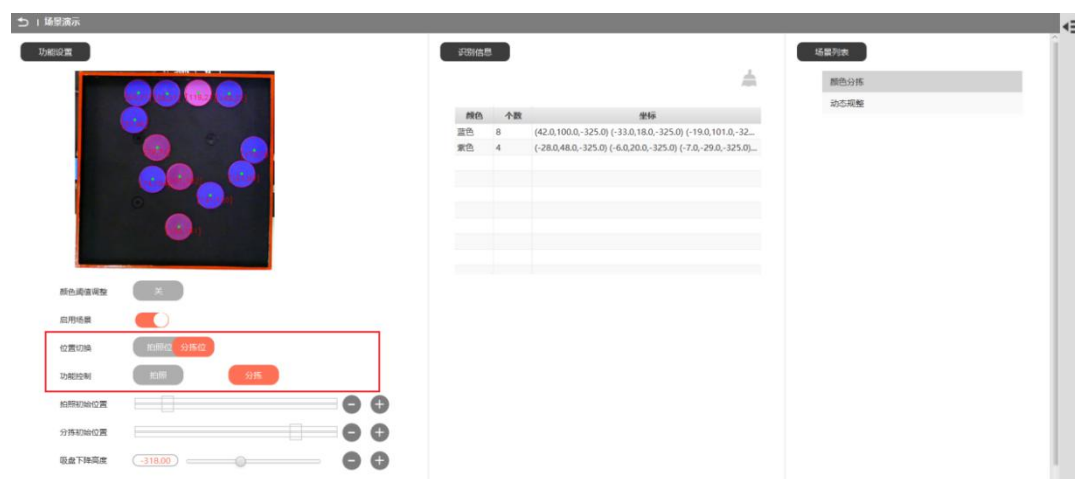 场景演示
功能设置
颜色阈值调整 关
启用场景
位置切换 拍照位 分拣位
功能控制 拍照 分拣
拍照初始位置
分拣初始位置
吸盘下降高度 -318.00
识别信息
颜色 个数 坐标
蓝色 8 (42.0,100.0,-325.0) (-33.0,18.0,-325.0) (-19.0,101.0,-32...
紫色 4 (-28.0,48.0,-325.0) (-6.0,20.0,-325.0) (-7.0,-29.0,-325.0)...
场景列表
颜色分拣
动态规整